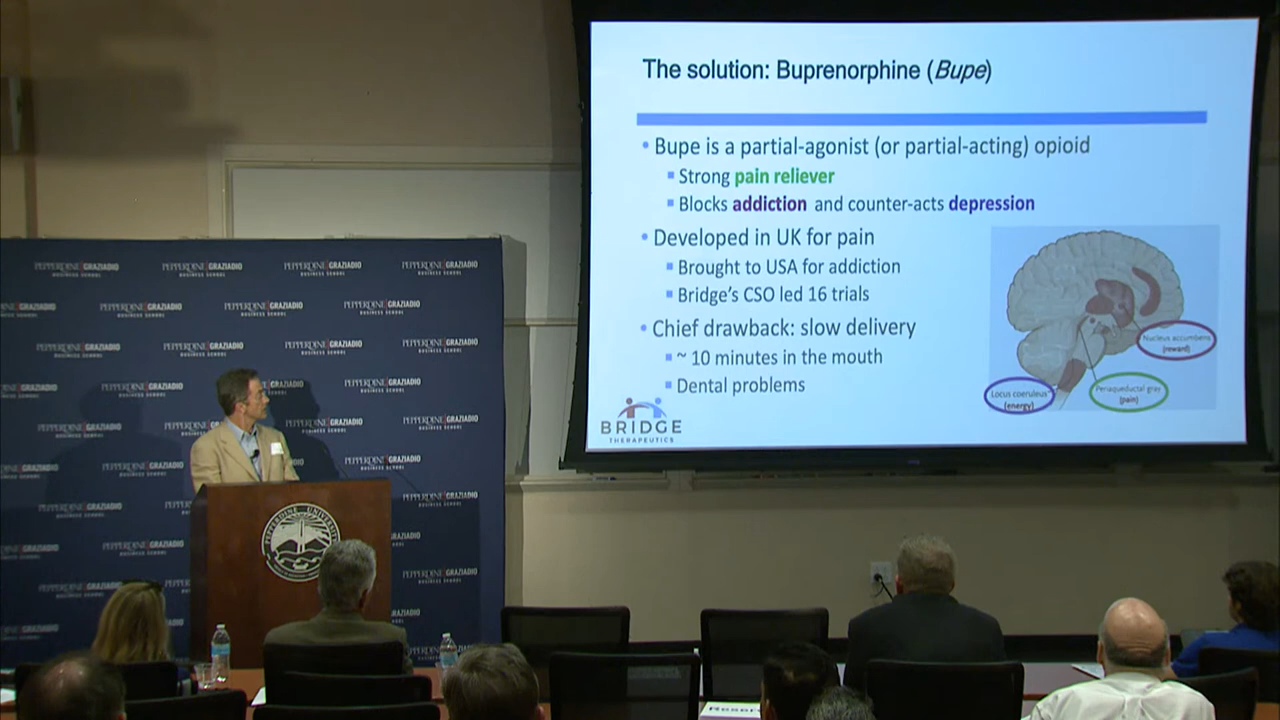 The solution: Buprenorphine (Bupe)
• Bupe is a partial-agonist (or partial-acting) opioid
▪ Strong pain reliever
▪ Blocks addiction and counter-acts depression
• Developed in UK for pain
▪ Brought to USA for addiction
▪ Bridge's CSO led 16 trials
• Chief drawback: slow delivery
▪ ~ 10 minutes in the mouth
▪ Dental problems
Nucleus accumbens
(reward)
Locus coeruleus
(energy)
Periaqueductal gray
(pain)
BRIDGE
THERAPEUTICS
PEPPERDINE GRAZIADIO
BUSINESS SCHOOL
PEPPERDINE UNIVERSITY